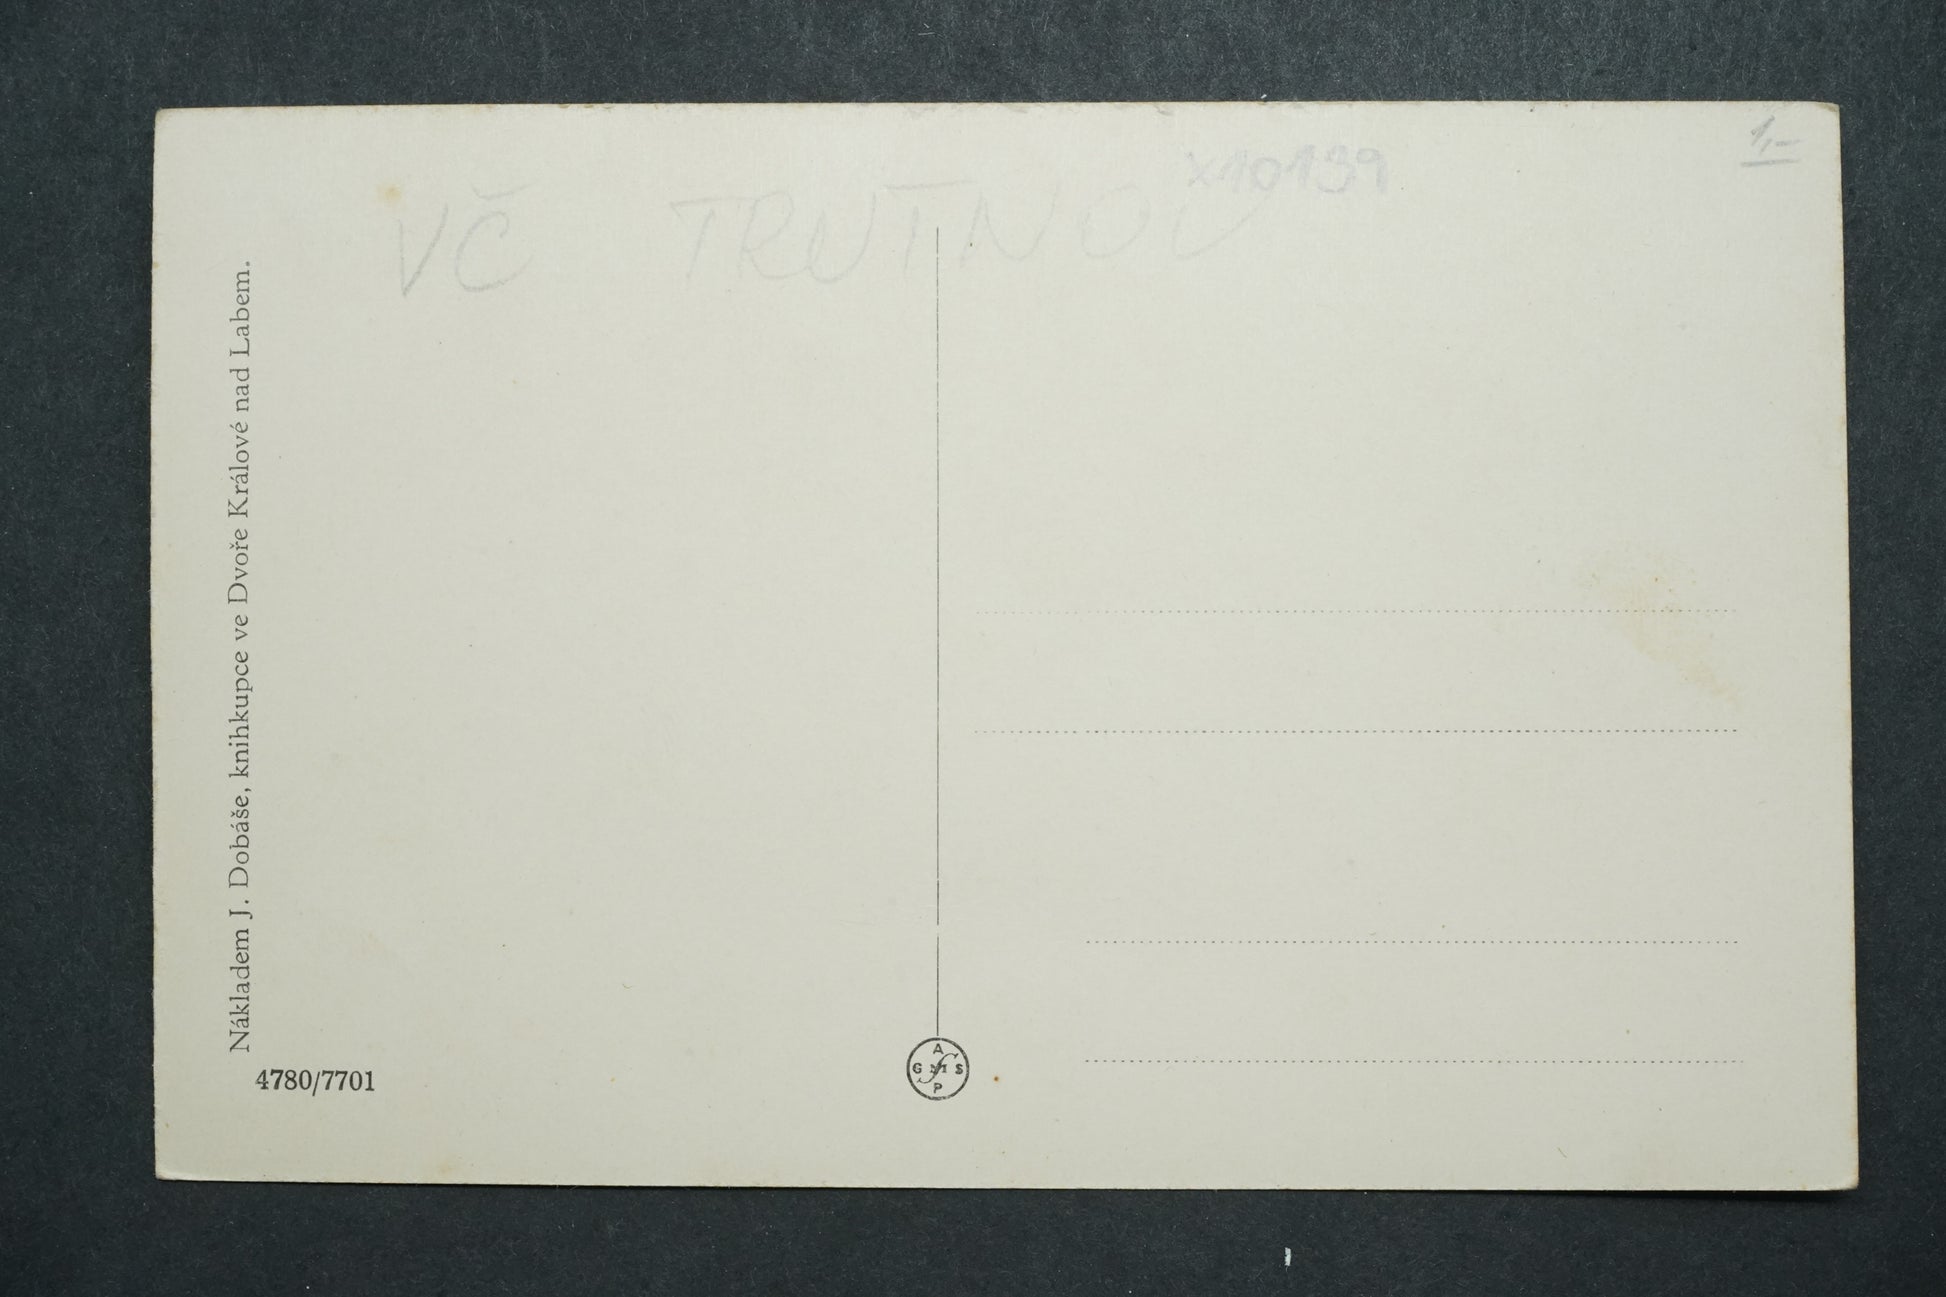 1,-
x10139
VČ TRUTNOV
Nákladem J. Dobáše, knihkupce ve Dvoře Králové nad Labem.
4780/7701
A
G S
P